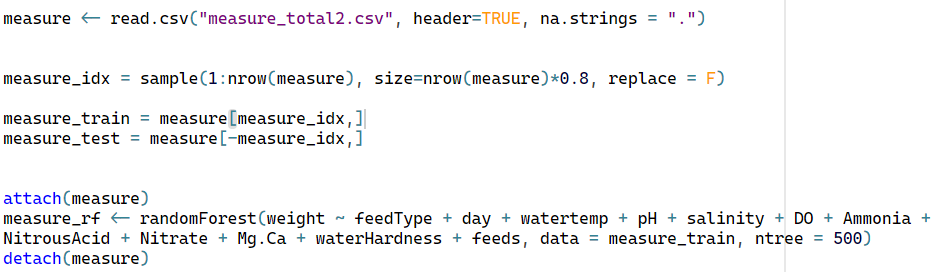 measure <- read.csv("measure_total2.csv", header=TRUE, na.strings = ".")
measure_idx = sample(1:nrow(measure), size=nrow(measure)*0.8, replace = F)
measure_train = measure[measure_idx,]
measure_test = measure[-measure_idx,]
attach(measure)
measure_rf <- randomForest(weight ~ feedType + day + watertemp + pH + salinity + DO + Ammonia +
NitrousAcid + Nitrate + Mg.Ca + waterHardness + feeds, data = measure_train, ntree = 500)
detach(measure)